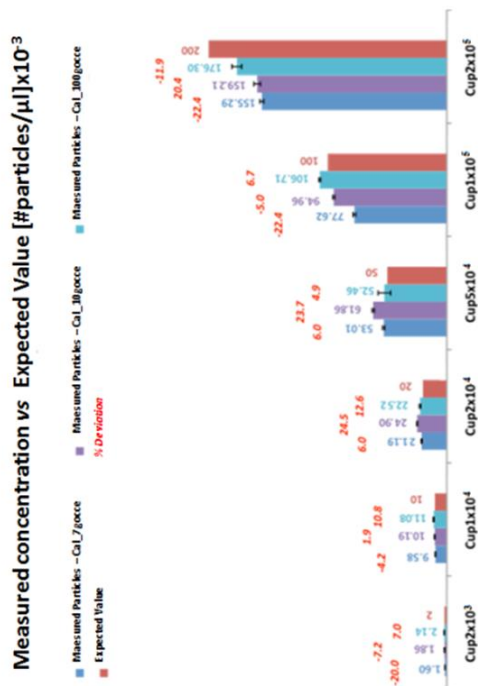 Measured concentration vs Expected Value [#particles/µl]x10-3
Maesured Particles – Cal_7gocce
Maesured Particles – Cal_10gocce
Maesured Particles – Cal_100gocce
Expected Value
% Deviation
-20.0 -7.2 7.0
1.60 1.86 2.14 2
-4.2 1.9 10.8
9.58 10.19 11.08 10
6.0 24.5 12.6
21.19 24.90 22.52 20
6.0 23.7 4.9
53.01 61.86 52.46 50
-22.4 -5.0 6.7
77.62 94.96 106.71 100
-22.4 20.4 -11.9
155.29 159.21 176.30 200
Cup2x10³ Cup1x10⁴ Cup2x10⁴ Cup5x10⁴ Cup1x10⁵ Cup2x10⁵